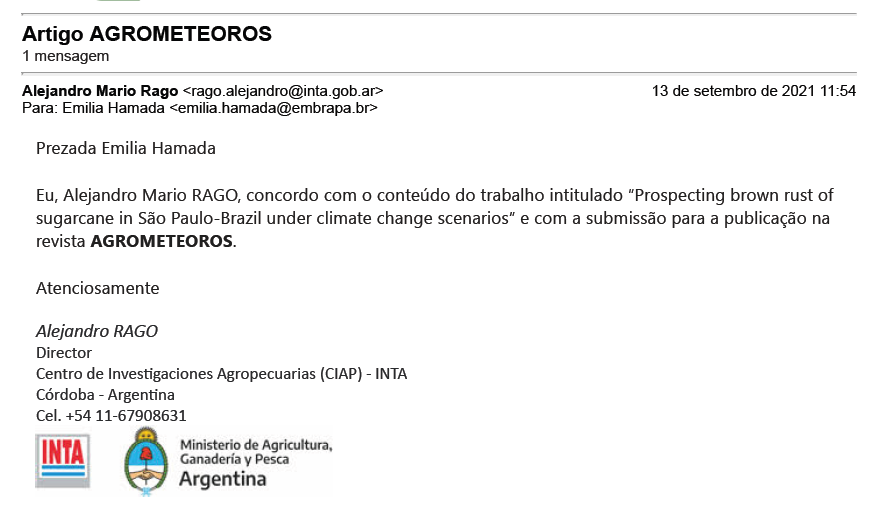 Artigo AGROMETEOROS
1 mensagem
Alejandro Mario Rago <rago.alejandro@inta.gob.ar> 13 de setembro de 2021 11:54
Para: Emilia Hamada <emilia.hamada@embrapa.br>
Prezada Emilia Hamada
Eu, Alejandro Mario RAGO, concordo com o conteúdo do trabalho intitulado “Prospecting brown rust of
sugarcane in São Paulo-Brazil under climate change scenarios“ e com a submissão para a publicação na
revista AGROMETEOROS.
Atenciosamente
Alejandro RAGO
Director
Centro de Investigaciones Agropecuarias (CIAP) - INTA
Córdoba - Argentina
Cel. +54 11-67908631
INTA
Ministerio de Agricultura,
Ganadería y Pesca
Argentina